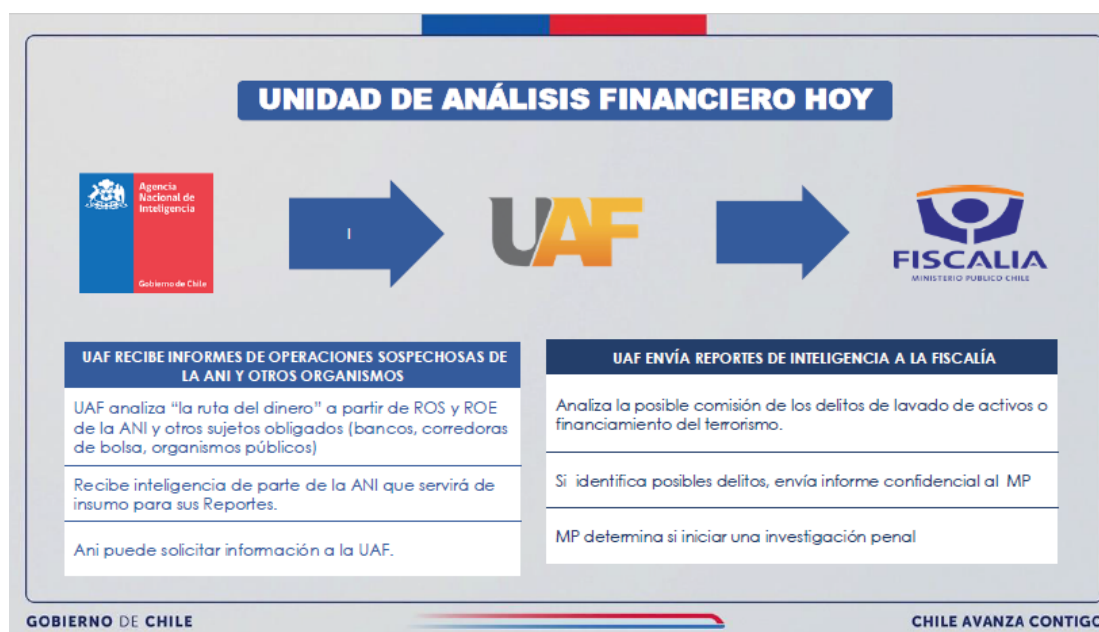 UNIDAD DE ANÁLISIS FINANCIERO HOY
Agencia
Nacional de
Inteligencia
Gobierno de Chile
I
UAF
FISCALIA
MINISTERIO PUBLICO CHILE
UAF RECIBE INFORMES DE OPERACIONES SOSPECHOSAS DE
LA ANI Y OTROS ORGANISMOS
UAF analiza “la ruta del dinero” a partir de ROS y ROE
de la ANI y otros sujetos obligados (bancos, corredoras
de bolsa, organismos públicos)
Recibe inteligencia de parte de la ANI que servirá de
insumo para sus Reportes.
Ani puede solicitar información a la UAF.
UAF ENVÍA REPORTES DE INTELIGENCIA A LA FISCALÍA
Analiza la posible comisión de los delitos de lavado de activos o
financiamiento del terrorismo.
Si identifica posibles delitos, envía informe confidencial al MP
MP determina si iniciar una investigación penal
GOBIERNO DE CHILE
CHILE AVANZA CONTIGO